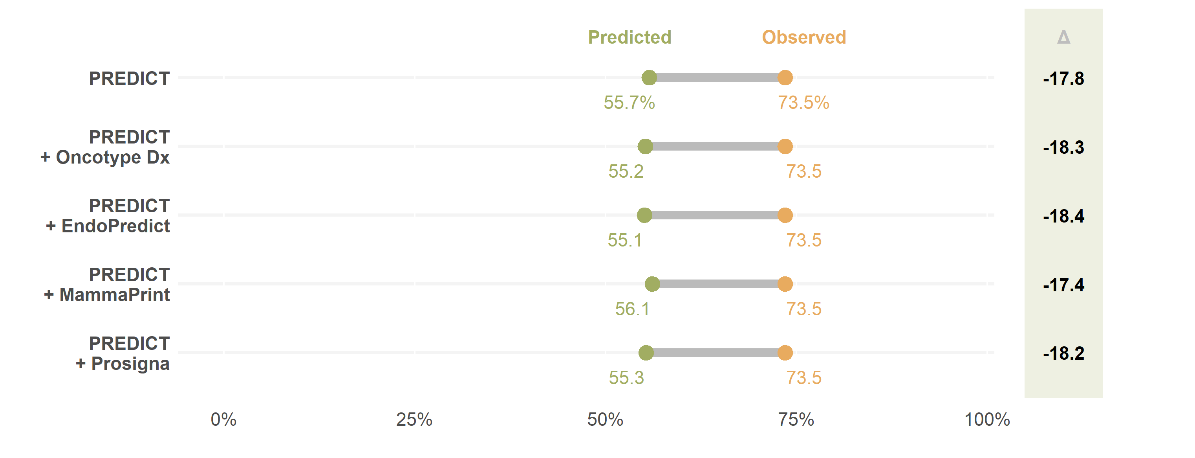 Predicted Observed Δ
PREDICT -17.8
55.7% 73.5%
PREDICT
+ Oncotype Dx -18.3
55.2 73.5
PREDICT
+ EndoPredict -18.4
55.1 73.5
PREDICT
+ MammaPrint -17.4
56.1 73.5
PREDICT
+ Prosigna -18.2
55.3 73.5
0% 25% 50% 75% 100%